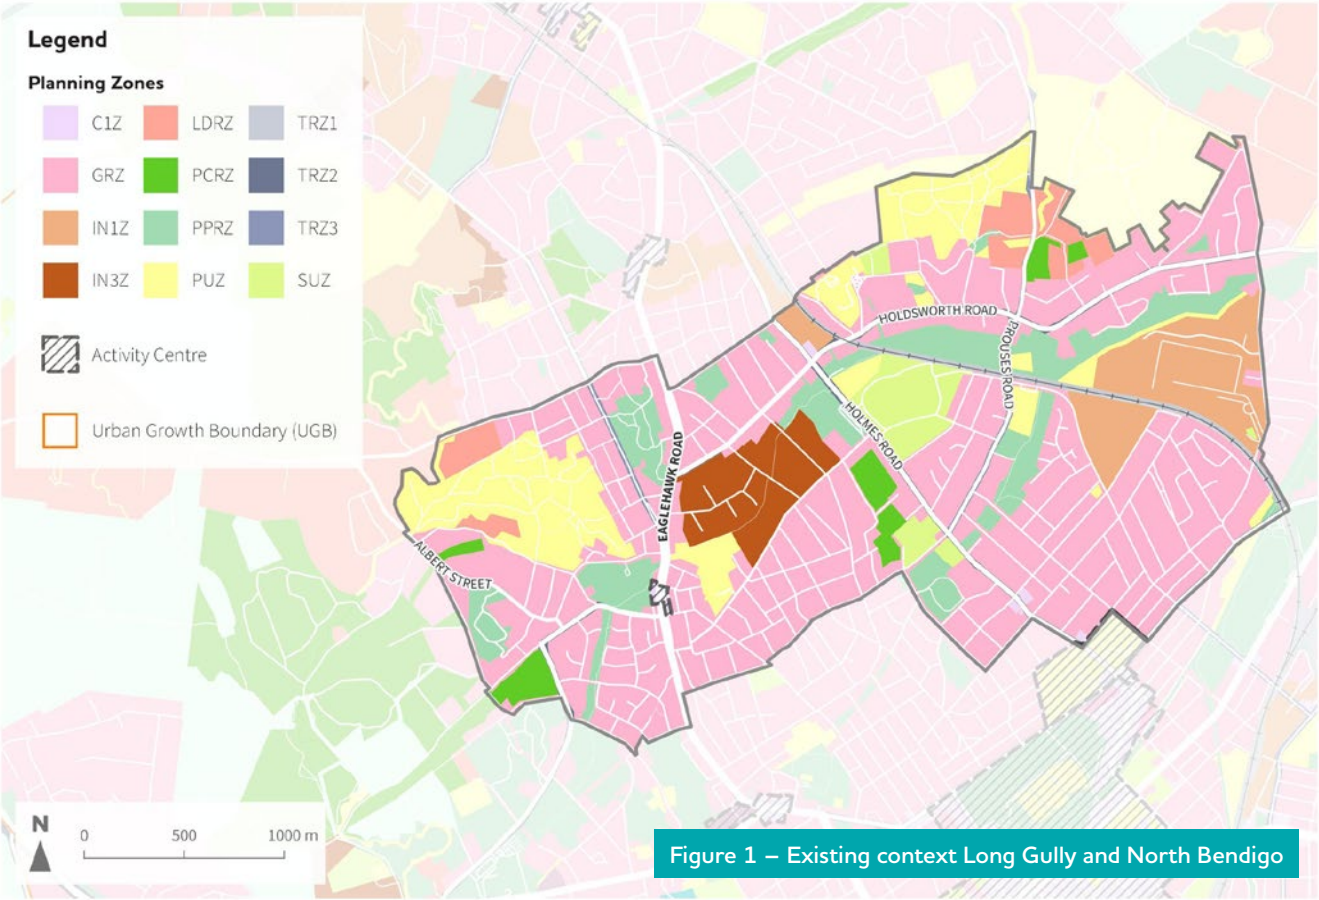 Legend
Planning Zones
C1Z LDRZ TRZ1
GRZ PCRZ TRZ2
IN1Z PPRZ TRZ3
IN3Z PUZ SUZ
Activity Centre
Urban Growth Boundary (UGB)
HOLDSWORTH ROAD
PROUSES ROAD
HOLMES ROAD
EAGLEHAWK ROAD
ALBERT STREET
N
0 500 1000 m
Figure 1 – Existing context Long Gully and North Bendigo